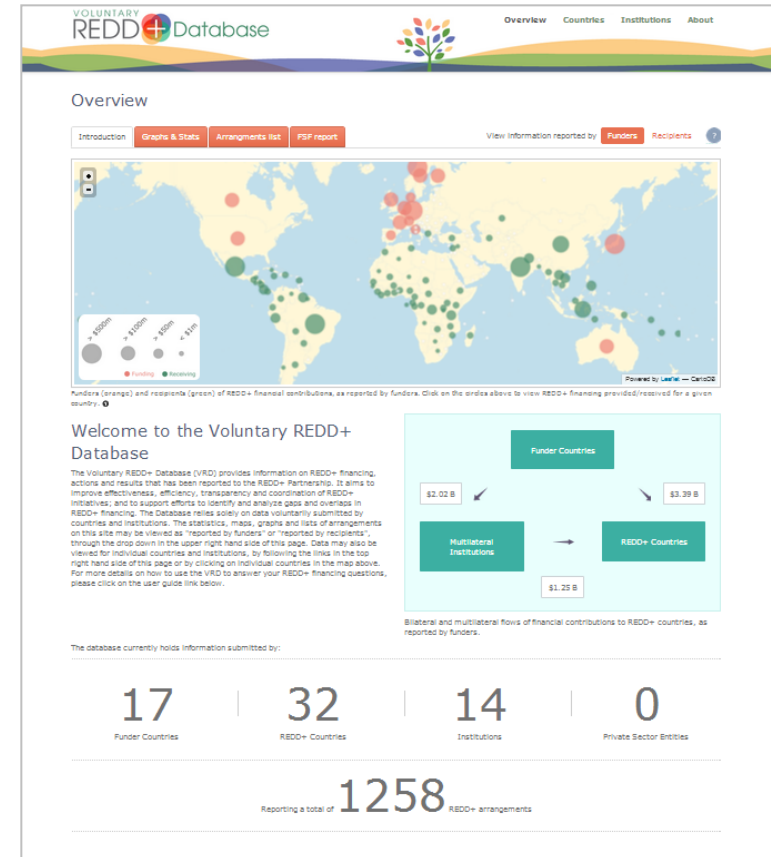 VOLUNTARY
REDD+ Database
Overview Countries Institutions About
Overview
Introduction Graphs & Stats Arrangments list FSF report View information reported by Funders Recipients ?
+
-
> $500m > $100m > $50m < $1m
Funding Receiving
Powered by Leaflet — CartoDB
Funders (orange) and recipients (green) of REDD+ financial contributions, as reported by funders. Click on the circles above to view REDD+ financing provided/received for a given
country.
Welcome to the Voluntary REDD+
Database
The Voluntary REDD+ Database (VRD) provides information on REDD+ financing,
actions and results that has been reported to the REDD+ Partnership. It aims to
improve effectiveness, efficiency, transparency and coordination of REDD+
initiatives; and to support efforts to identify and analyze gaps and overlaps in
REDD+ financing. The Database relies solely on data voluntarily submitted by
countries and institutions. The statistics, maps, graphs and lists of arrangements
on this site may be viewed as "reported by funders" or "reported by recipients",
through the drop down in the upper right hand side of this page. Data may also be
viewed for individual countries and institutions, by following the links in the top
right hand side of this page or by clicking on individual countries in the map above.
For more details on how to use the VRD to answer your REDD+ financing questions,
please click on the user guide link below.
Funder Countries
$2.02 B $3.39 B
Multilateral
Institutions
REDD+ Countries
$1.25 B
Bilateral and multilateral flows of financial contributions to REDD+ countries, as
reported by funders.
The database currently holds information submitted by:
17 32 14 0
Funder Countries REDD+ Countries Institutions Private Sector Entities
Reporting a total of 1258 REDD+ arrangements